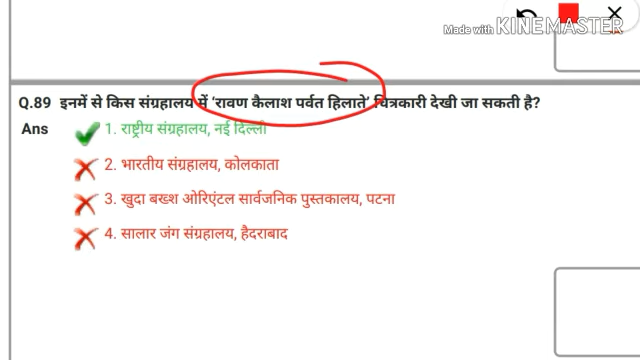 Made with KINEMASTER
Q.89 इनमें से किस संग्रहालय में ‘रावण कैलाश पर्वत हिलाते’ चित्रकारी देखी जा सकती है?
Ans 1. राष्ट्रीय संग्रहालय, नई दिल्ली
2. भारतीय संग्रहालय, कोलकाता
3. खुदा बख्श ओरिएंटल सार्वजनिक पुस्तकालय, पटना
4. सालार जंग संग्रहालय, हैदराबाद